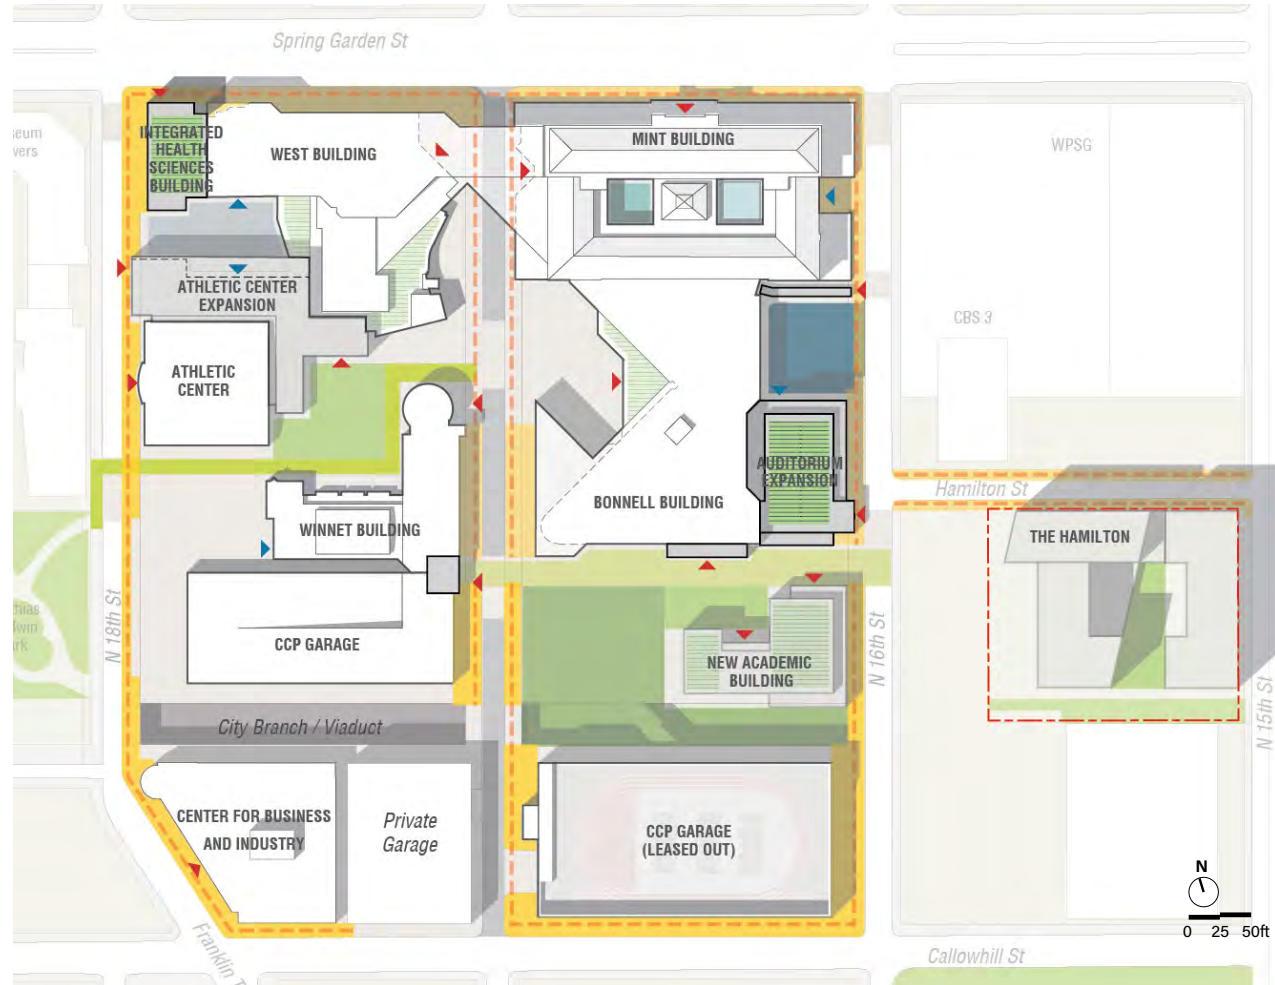 Spring Garden St
INTEGRATED
HEALTH
SCIENCES
BUILDING
WEST BUILDING
MINT BUILDING
WPSG
ATHLETIC CENTER
EXPANSION
CBS 3
ATHLETIC
CENTER
AUDITORIUM
EXPANSION
BONNELL BUILDING
Hamilton St
WINNET BUILDING
THE HAMILTON
N 18th St
CCP GARAGE
N 16th St
NEW ACADEMIC
BUILDING
N 15th St
City Branch / Viaduct
CENTER FOR BUSINESS
AND INDUSTRY
Private
Garage
CCP GARAGE
(LEASED OUT)
N
0 25 50ft
Franklin
Callowhill St